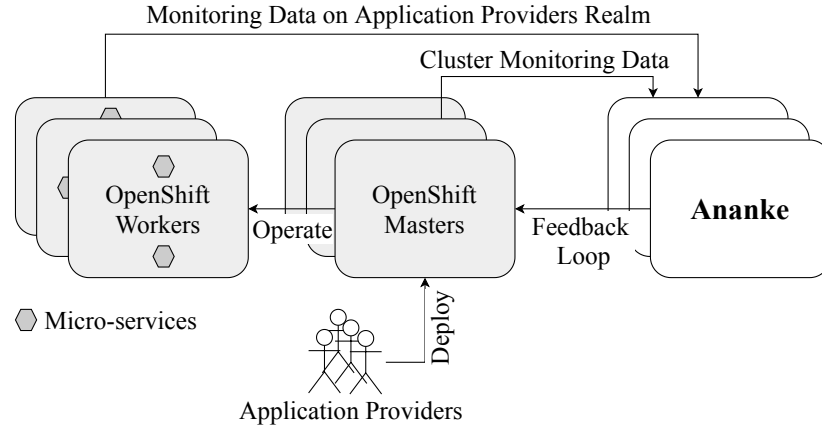 Monitoring Data on Application Providers Realm
Cluster Monitoring Data
OpenShift
Workers
Operate
OpenShift
Masters
Feedback
Loop
Ananke
Micro-services
Deploy
Application Providers